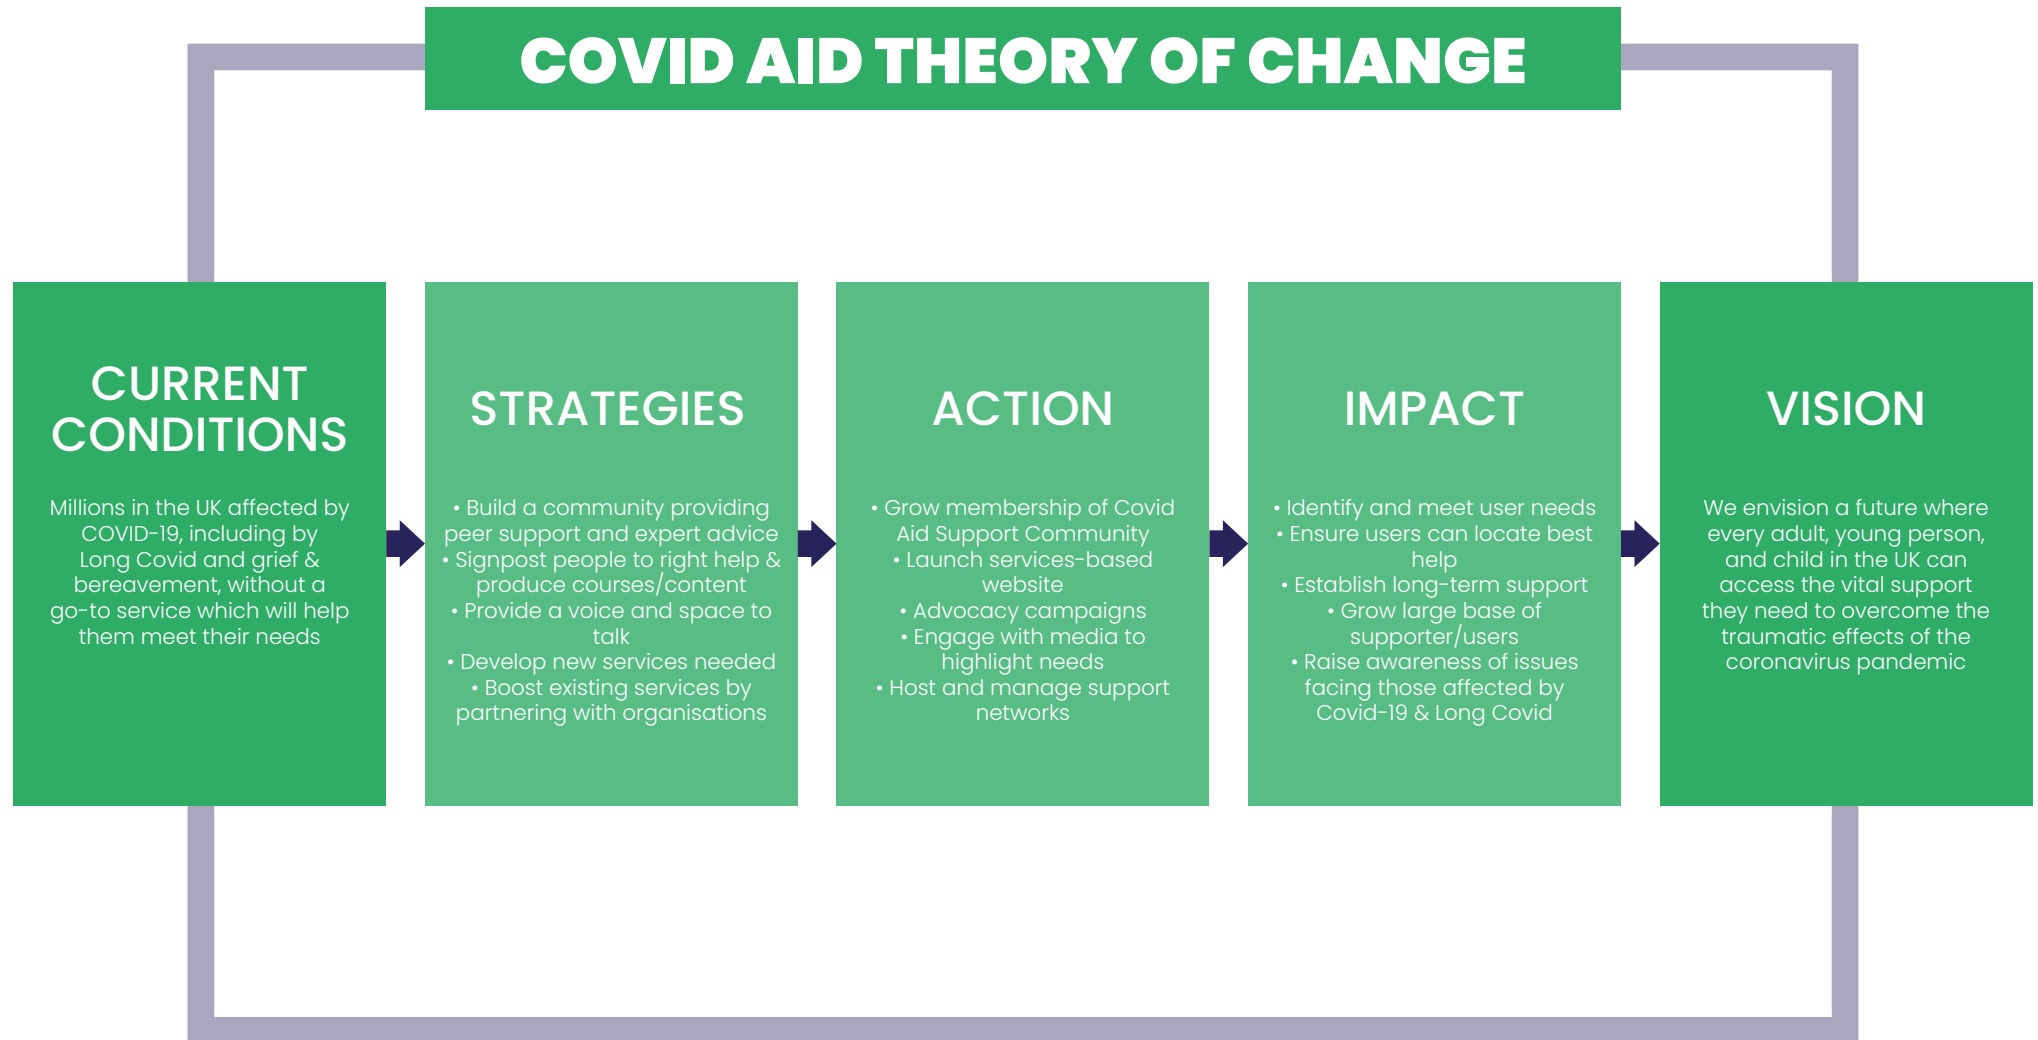 COVID AID THEORY OF CHANGE
CURRENT
CONDITIONS
Millions in the UK affected by
COVID-19, including by
Long Covid and grief &
bereavement, without a
go-to service which will help
them meet their needs
STRATEGIES
• Build a community providing
peer support and expert advice
• Signpost people to right help &
produce courses/content
• Provide a voice and space to
talk
• Develop new services needed
• Boost existing services by
partnering with organisations
ACTION
• Grow membership of Covid
Aid Support Community
• Launch services-based
website
• Advocacy campaigns
• Engage with media to
highlight needs
• Host and manage support
networks
IMPACT
• Identify and meet user needs
• Ensure users can locate best
help
• Establish long-term support
• Grow large base of
supporter/users
• Raise awareness of issues
facing those affected by
Covid-19 & Long Covid
VISION
We envision a future where
every adult, young person,
and child in the UK can
access the vital support
they need to overcome the
traumatic effects of the
coronavirus pandemic